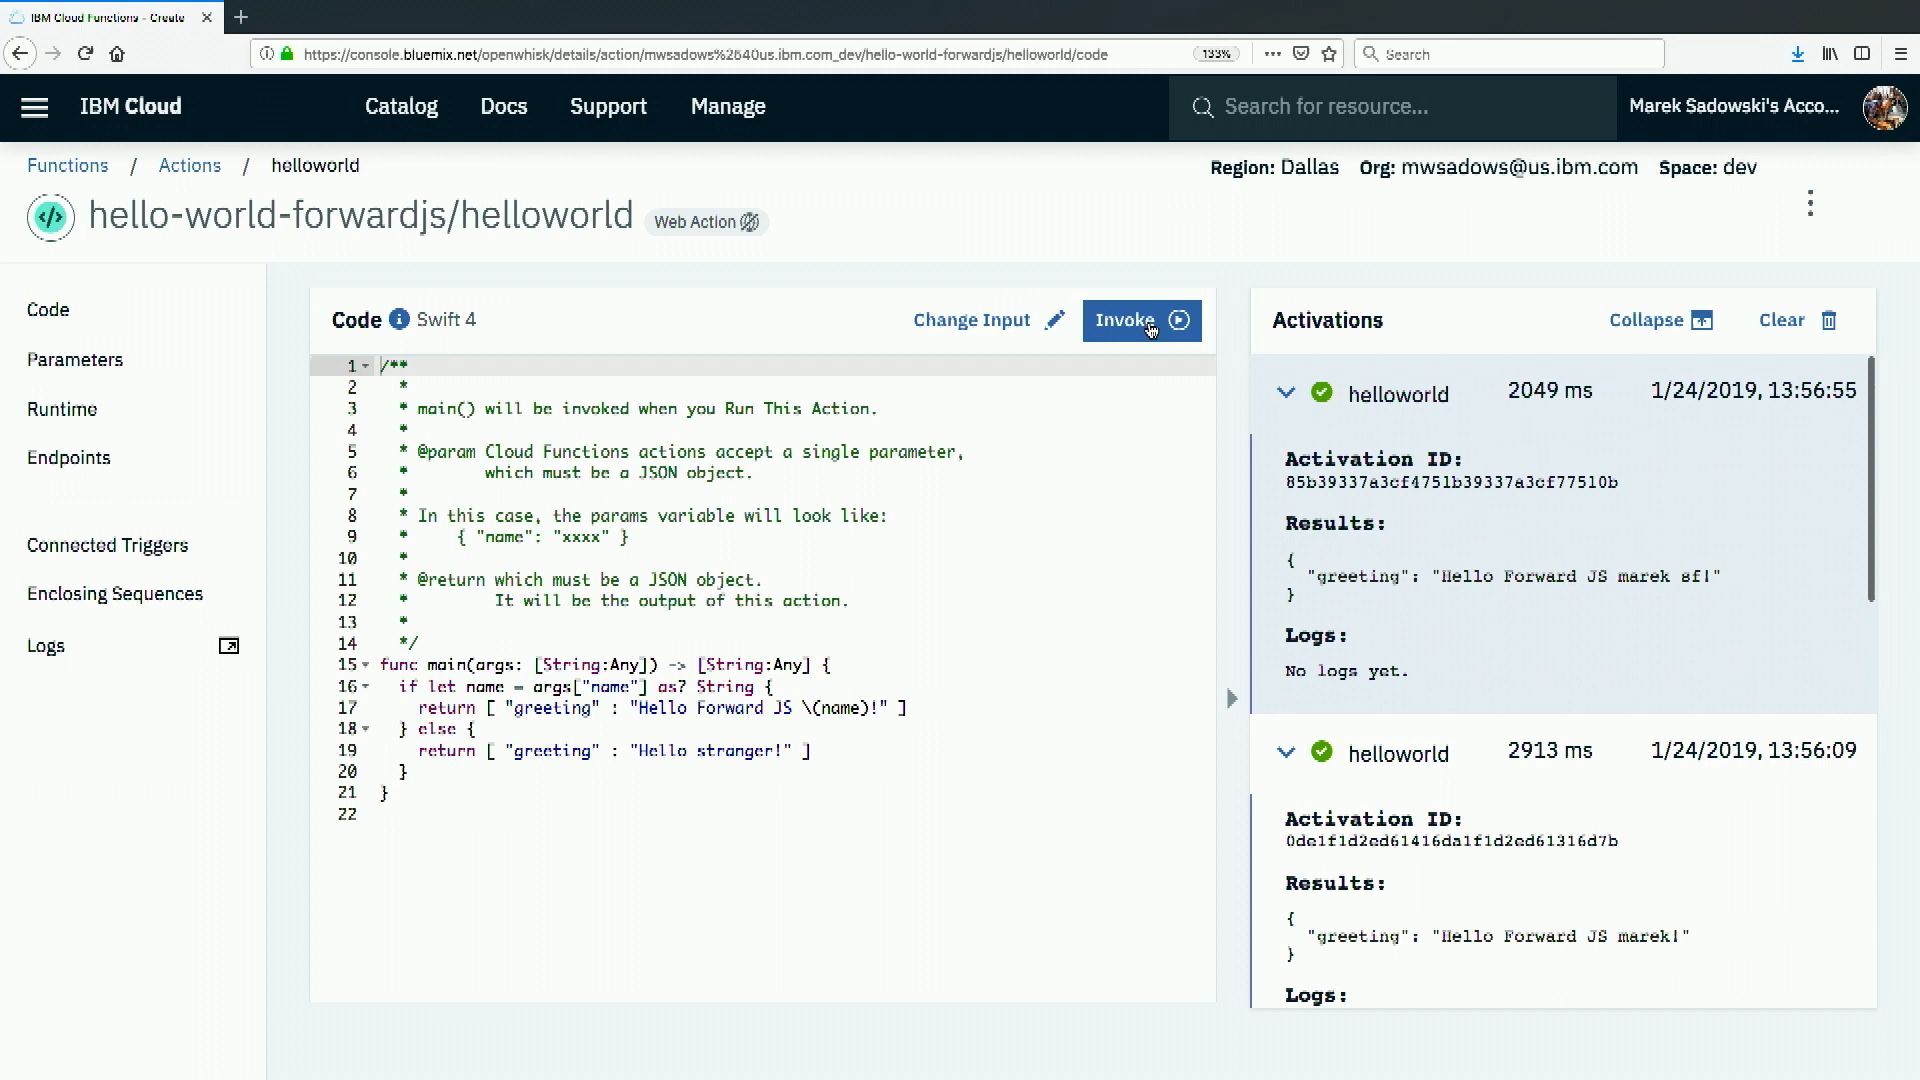 IBM Cloud Functions - Create
https://console.bluemix.net/openwhisk/details/action/mwsadows%2640us.ibm.com_dev/hello-world-forwardjs/helloworld/code
133%
Search
IBM Cloud
Catalog
Docs
Support
Manage
Search for resource...
Marek Sadowski's Acco...
Functions / Actions / helloworld
Region: Dallas Org: mwsadows@us.ibm.com Space: dev
hello-world-forwardjs/helloworld
Web Action
Code
Parameters
Runtime
Endpoints
Connected Triggers
Enclosing Sequences
Logs
Code Swift 4
Change Input
Invoke
1 /**
2 *
3 * main() will be invoked when you Run This Action.
4 *
5 * @param Cloud Functions actions accept a single parameter,
6 * which must be a JSON object.
7 *
8 * In this case, the params variable will look like:
9 * { "name": "xxxx" }
10 *
11 * @return which must be a JSON object.
12 * It will be the output of this action.
13 *
14 */
15 func main(args: [String:Any]) -> [String:Any] {
16 if let name = args["name"] as? String {
17 return [ "greeting" : "Hello Forward JS \(name)!" ]
18 } else {
19 return [ "greeting" : "Hello stranger!" ]
20 }
21 }
22
Activations
Collapse
Clear
helloworld 2049 ms 1/24/2019, 13:56:55
Activation ID:
85b39337a3cf4751b39337a3cf77510b
Results:
{
"greeting": "Hello Forward JS marek sf!"
}
Logs:
No logs yet.
helloworld 2913 ms 1/24/2019, 13:56:09
Activation ID:
0de1f1d2ed61416da1f1d2ed61316d7b
Results:
{
"greeting": "Hello Forward JS marek!"
}
Logs: